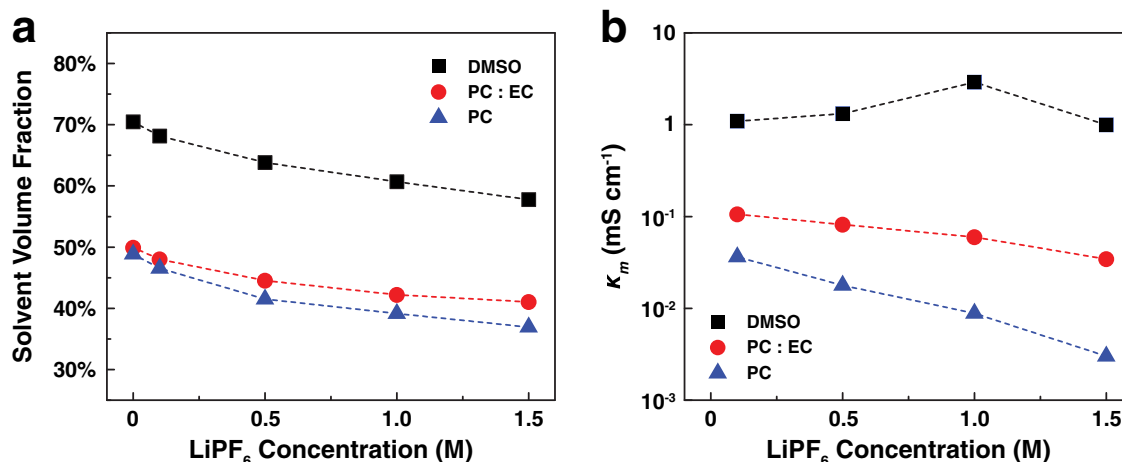 a
Solvent Volume Fraction
80%
70%
60%
50%
40%
30%
DMSO
PC : EC
PC
0
0.5
1.0
1.5
LiPF6 Concentration (M)
b
κm (mS cm-1)
10
1
10-1
10-2
10-3
DMSO
PC : EC
PC
0
0.5
1.0
1.5
LiPF6 Concentration (M)